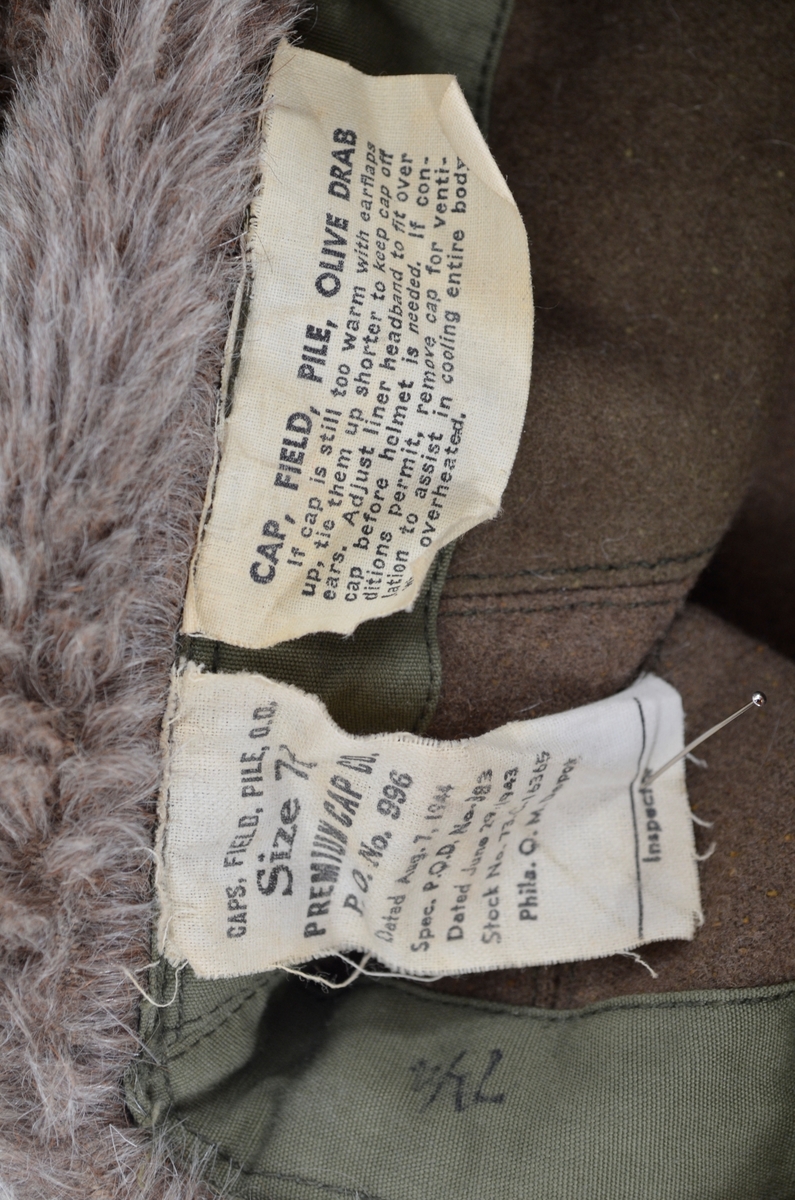 CAP, FIELD, PILE, OLIVE DRAB
If cap is still too warm with earflaps
up, tie them up shorter to keep cap off
ears. Adjust liner headband to fit over
cap before helmet is needed. If con-
ditions permit, remove cap for venti-
lation to assist in cooling entire body
overheated.
CAPS, FIELD, PILE, O.D.
Size
PREMIUM CAP CO.
P.O. No. 996
Dated Aug. 7, 1944
Spec. P.Q.D. No. 183
Dated June 29, 1943
Stock No.
Phila. Q. M. Depot
Inspector